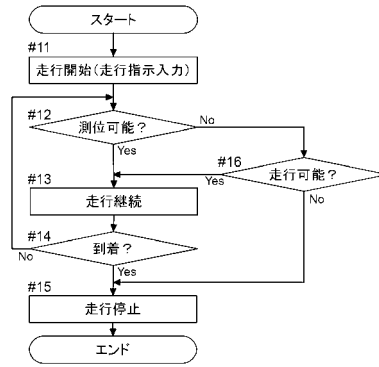 スタート
#11
走行開始(走行指示入力)
#12
測位可能?
No
Yes
#16
走行可能?
Yes
No
#13
走行継続
#14
到着?
No
Yes
#15
走行停止
エンド